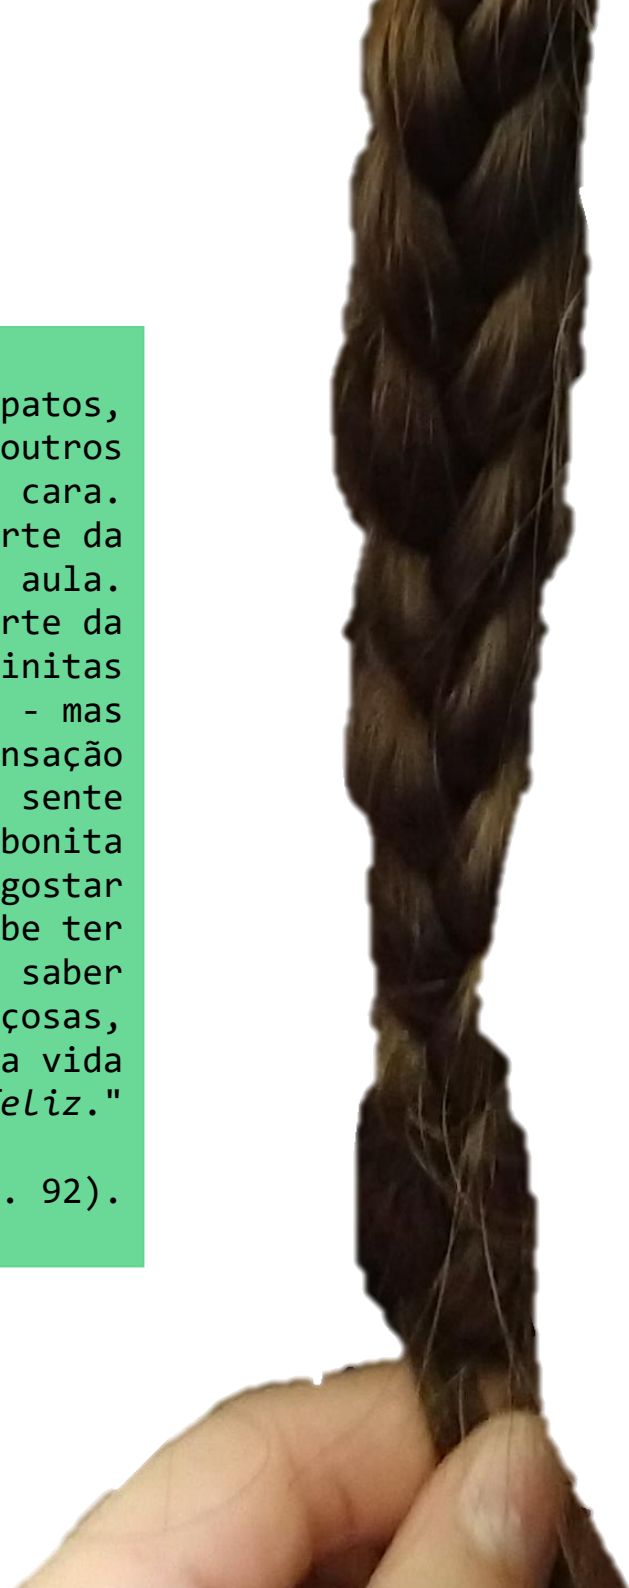 patos,
outros
cara.
rte da
aula.
rte da
initas
- mas
nsação
sente
bonita
gostar
be ter
saber
çosas,
a vida
eliz."
. 92).